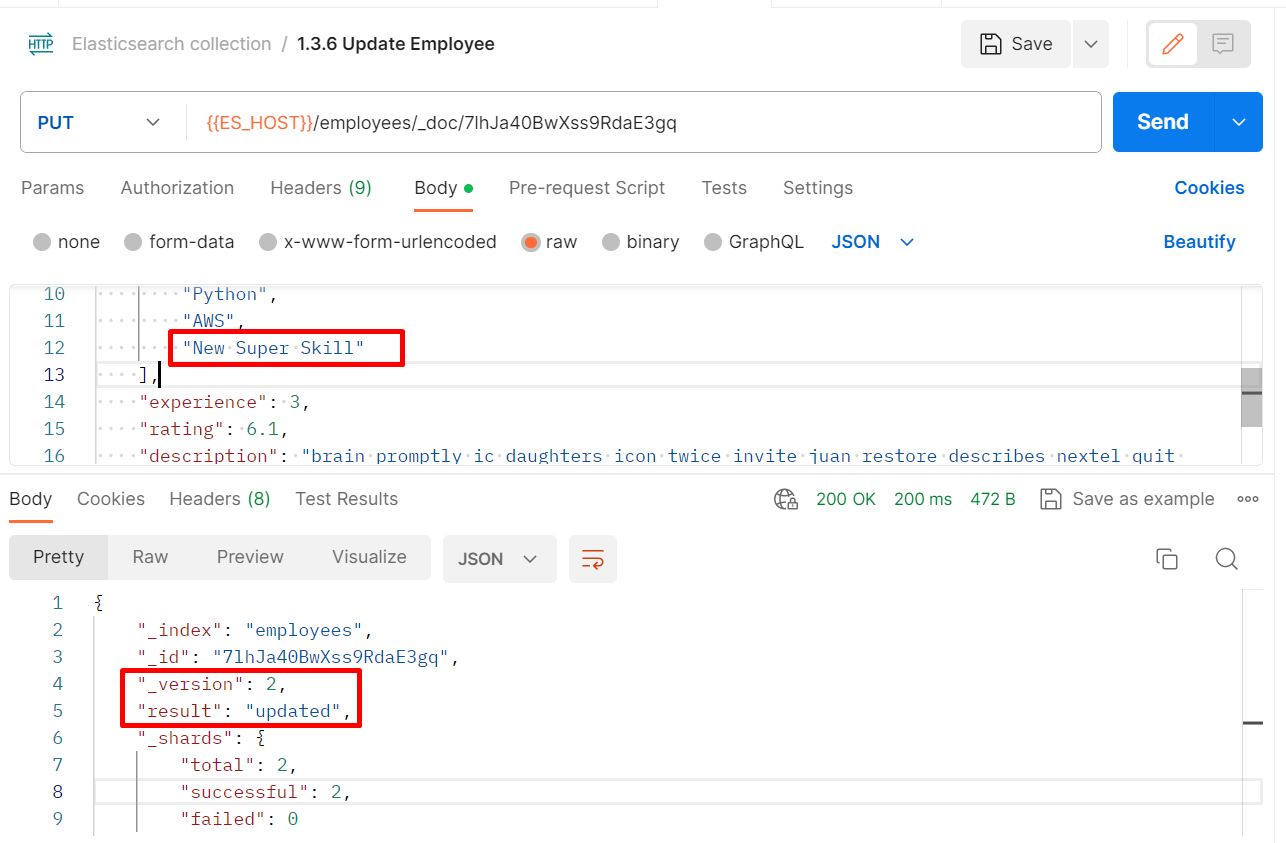 HTTP Elasticsearch collection / 1.3.6 Update Employee Save
PUT {{ES_HOST}}/employees/_doc/7lhJa40BwXss9RdaE3gq Send
Params Authorization Headers (9) Body Pre-request Script Tests Settings Cookies
none form-data x-www-form-urlencoded raw binary GraphQL JSON Beautify
10 "Python",
11 "AWS",
12 "New Super Skill"
13 ],
14 "experience": 3,
15 "rating": 6.1,
16 "description": "brain promptly ic daughters icon twice invite juan restore describes nextel quit
Body Cookies Headers (8) Test Results 200 OK 200 ms 472 B Save as example
Pretty Raw Preview Visualize JSON
1 {
2 "_index": "employees",
3 "_id": "7lhJa40BwXss9RdaE3gq",
4 "_version": 2,
5 "result": "updated",
6 "_shards": {
7 "total": 2,
8 "successful": 2,
9 "failed": 0